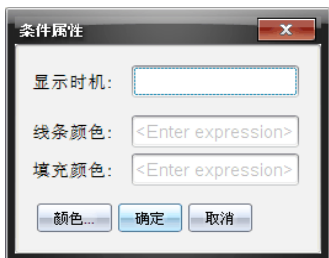 条件属性
显示时机:
线条颜色: <Enter expression>
填充颜色: <Enter expression>
颜色... 确定 取消